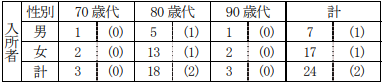 入所者
性別 70歳代 80歳代 90歳代 計
男 1 (0) 5 (1) 1 (0) 7 (1)
女 2 (0) 13 (1) 2 (0) 17 (1)
計 3 (0) 18 (2) 3 (0) 24 (2)